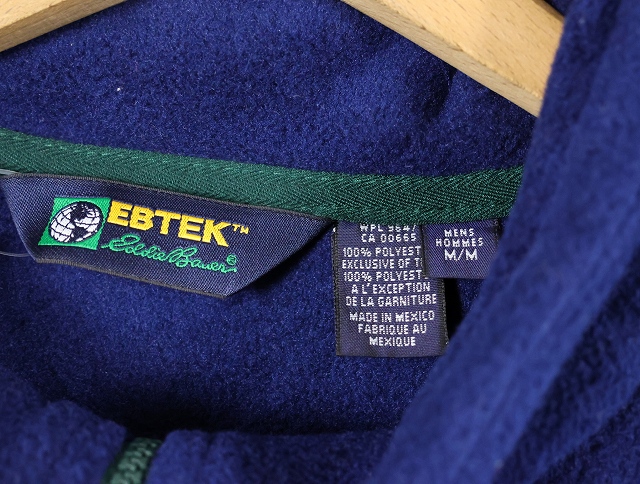 EBTEK™
Eddie Bauer®
WPL 9647
CA 00665
100% POLYEST
EXCLUSIVE OF T
100% POLYEST
A L'EXCEPTION
DE LA GARNITURE
MADE IN MEXICO
FABRIQUE AU
MEXIQUE
MENS
HOMMES
M/M